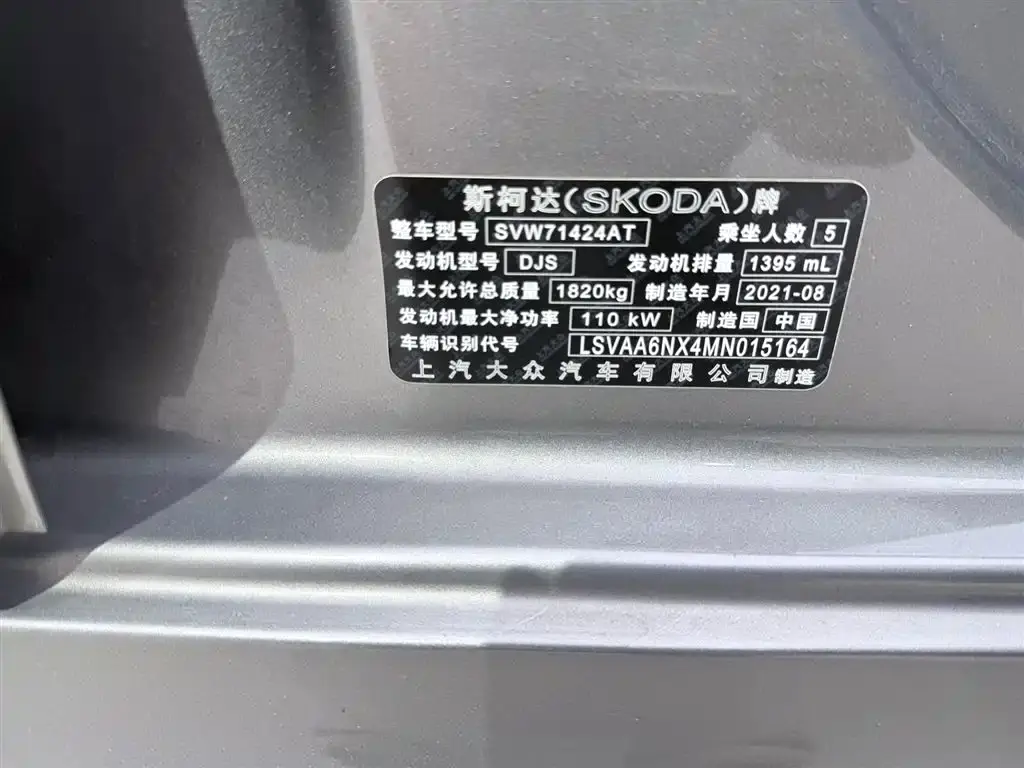 斯柯达(SKODA)牌
整车型号 SVW71424AT 乘坐人数 5
发动机型号 DJS 发动机排量 1395 mL
最大允许总质量 1820kg 制造年月 2021-08
发动机最大净功率 110 kW 制造国 中国
车辆识别代号 LSVAA6NX4MN015164
上汽大众汽车有限公司制造